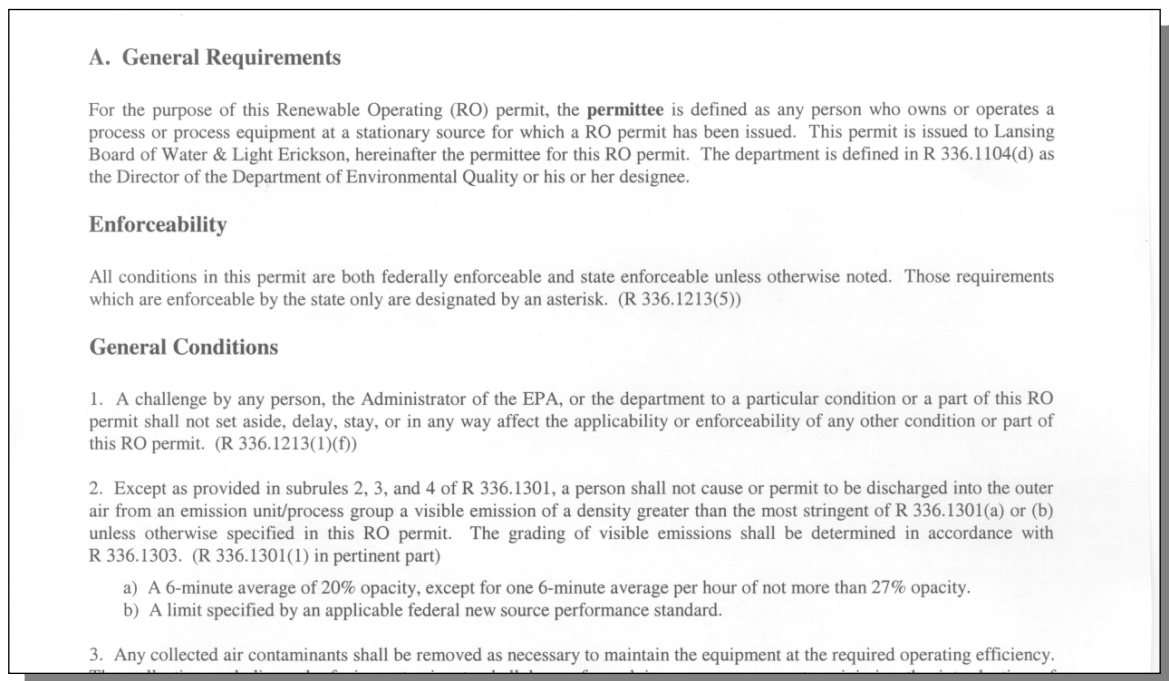 A. General Requirements
For the purpose of this Renewable Operating (RO) permit, the permittee is defined as any person who owns or operates a
process or process equipment at a stationary source for which a RO permit has been issued. This permit is issued to Lansing
Board of Water & Light Erickson, hereinafter the permittee for this RO permit. The department is defined in R 336.1104(d) as
the Director of the Department of Environmental Quality or his or her designee.
Enforceability
All conditions in this permit are both federally enforceable and state enforceable unless otherwise noted. Those requirements
which are enforceable by the state only are designated by an asterisk. (R 336.1213(5))
General Conditions
1. A challenge by any person, the Administrator of the EPA, or the department to a particular condition or a part of this RO
permit shall not set aside, delay, stay, or in any way affect the applicability or enforceability of any other condition or part of
this RO permit. (R 336.1213(1)(f))
2. Except as provided in subrules 2, 3, and 4 of R 336.1301, a person shall not cause or permit to be discharged into the outer
air from an emission unit/process group a visible emission of a density greater than the most stringent of R 336.1301(a) or (b)
unless otherwise specified in this RO permit. The grading of visible emissions shall be determined in accordance with
R 336.1303. (R 336.1301(1) in pertinent part)
a) A 6-minute average of 20% opacity, except for one 6-minute average per hour of not more than 27% opacity.
b) A limit specified by an applicable federal new source performance standard.
3. Any collected air contaminants shall be removed as necessary to maintain the equipment at the required operating efficiency.